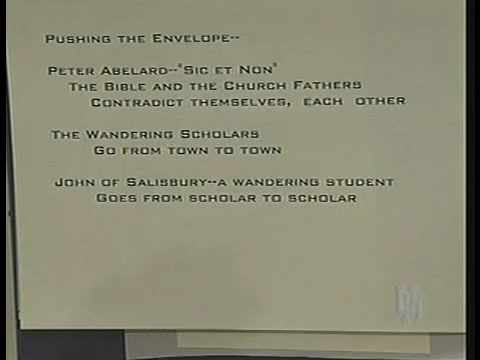 Pushing the Envelope--
Peter Abelard--"Sic et Non"
The Bible and the Church Fathers
Contradict themselves, each other
The Wandering Scholars
Go from town to town
John of Salisbury--a wandering student
Goes from scholar to scholar